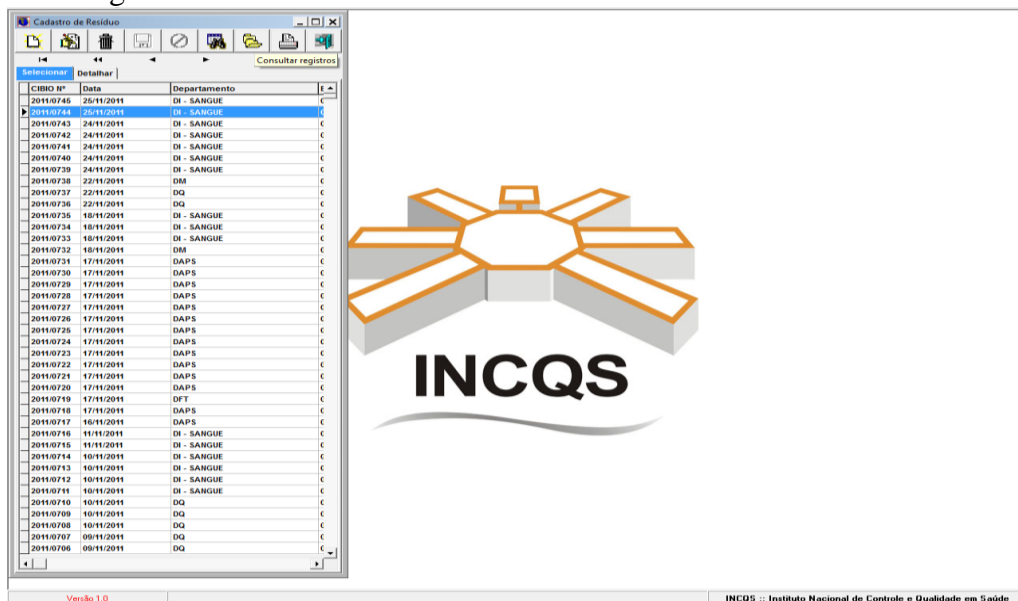 Cadastro de Resíduo
Consultar registros
Selecionar Detalhar
CIBIO Nº Data Departamento
2011/0745 25/11/2011 DI - SANGUE
2011/0744 25/11/2011 DI - SANGUE
2011/0743 24/11/2011 DI - SANGUE
2011/0742 24/11/2011 DI - SANGUE
2011/0741 24/11/2011 DI - SANGUE
2011/0740 24/11/2011 DI - SANGUE
2011/0739 24/11/2011 DI - SANGUE
2011/0738 22/11/2011 DM
2011/0737 22/11/2011 DQ
2011/0736 22/11/2011 DQ
2011/0735 18/11/2011 DI - SANGUE
2011/0734 18/11/2011 DI - SANGUE
2011/0733 18/11/2011 DI - SANGUE
2011/0732 18/11/2011 DM
2011/0731 17/11/2011 DAPS
2011/0730 17/11/2011 DAPS
2011/0729 17/11/2011 DAPS
2011/0728 17/11/2011 DAPS
2011/0727 17/11/2011 DAPS
2011/0726 17/11/2011 DAPS
2011/0725 17/11/2011 DAPS
2011/0724 17/11/2011 DAPS
2011/0723 17/11/2011 DAPS
2011/0722 17/11/2011 DAPS
2011/0721 17/11/2011 DAPS
2011/0720 17/11/2011 DAPS
2011/0719 17/11/2011 DFT
2011/0718 17/11/2011 DAPS
2011/0717 16/11/2011 DAPS
2011/0716 11/11/2011 DI - SANGUE
2011/0715 11/11/2011 DI - SANGUE
2011/0714 10/11/2011 DI - SANGUE
2011/0713 10/11/2011 DI - SANGUE
2011/0712 10/11/2011 DI - SANGUE
2011/0711 10/11/2011 DI - SANGUE
2011/0710 10/11/2011 DQ
2011/0709 10/11/2011 DQ
2011/0708 10/11/2011 DQ
2011/0707 09/11/2011 DQ
2011/0706 09/11/2011 DQ
INCQS
Versão 1.0
INCQS :: Instituto Nacional de Controle e Qualidade em Saúde